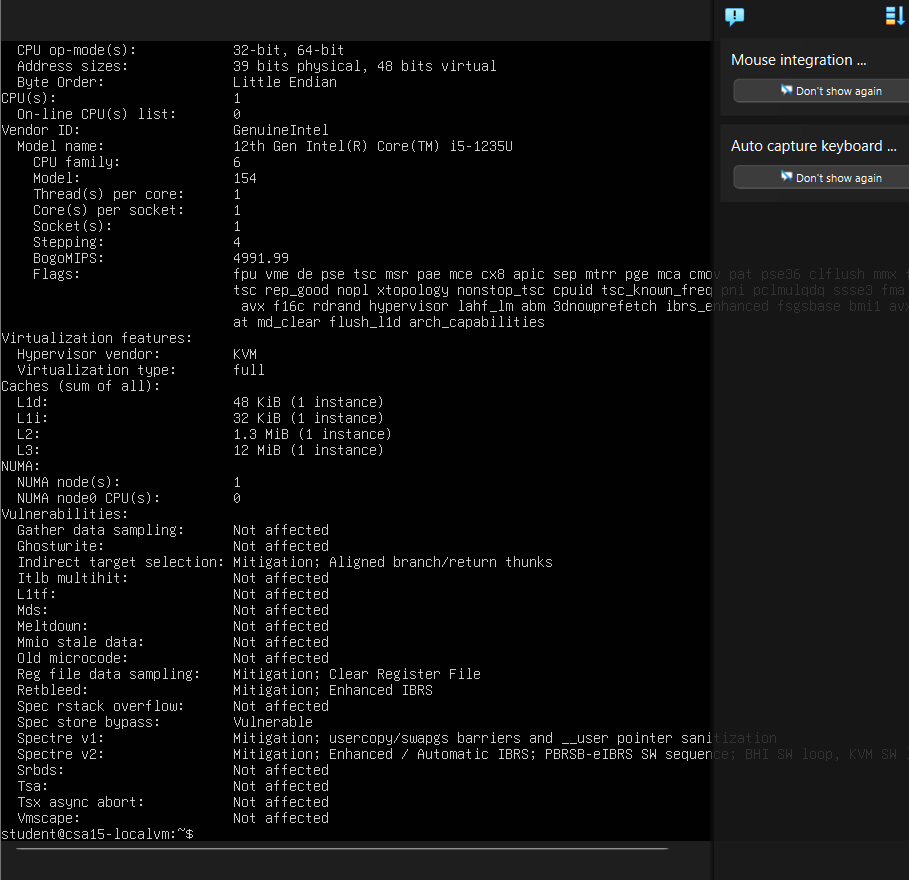 CPU op-mode(s): 32-bit, 64-bit
Address sizes: 39 bits physical, 48 bits virtual
Byte Order: Little Endian
CPU(s): 1
On-line CPU(s) list: 0
Vendor ID: GenuineIntel
Model name: 12th Gen Intel(R) Core(TM) i5-1235U
CPU family: 6
Model: 154
Thread(s) per core: 1
Core(s) per socket: 1
Socket(s): 1
Stepping: 4
BogoMIPS: 4991.99
Flags: fpu vme de pse tsc msr pae mce cx8 apic sep mtrr pge mca cmov pat pse36 clflush mmx
tsc rep_good nopl xtopology nonstop_tsc cpuid tsc_known_freq pni pclmulqdq ssse3 fma
avx f16c rdrand hypervisor lahf_lm abm 3dnowprefetch ibrs_enhanced fsgsbase bmi1
at md_clear flush_l1d arch_capabilities
Virtualization features:
Hypervisor vendor: KVM
Virtualization type: full
Caches (sum of all):
L1d: 48 KiB (1 instance)
L1i: 32 KiB (1 instance)
L2: 1.3 MiB (1 instance)
L3: 12 MiB (1 instance)
NUMA:
NUMA node(s): 1
NUMA node0 CPU(s): 0
Vulnerabilities:
Gather data sampling: Not affected
Ghostwrite: Not affected
Indirect target selection: Mitigation; Aligned branch/return thunks
Itlb multihit: Not affected
L1tf: Not affected
Mds: Not affected
Meltdown: Not affected
Mmio stale data: Not affected
Old microcode: Not affected
Reg file data sampling: Mitigation; Clear Register File
Retbleed: Mitigation; Enhanced IBRS
Spec rstack overflow: Not affected
Spec store bypass: Vulnerable
Spectre v1: Mitigation; usercopy/swapgs barriers and __user pointer sanitization
Spectre v2: Mitigation; Enhanced / Automatic IBRS; PBRSB-eIBRS SW sequence; BHI SW loop, KVM SW
Srbds: Not affected
Tsa: Not affected
Tsx async abort: Not affected
Vmscape: Not affected
student@csa15-localvm:~$
Mouse integration ...
Don't show again
Auto capture keyboard ...
Don't show again